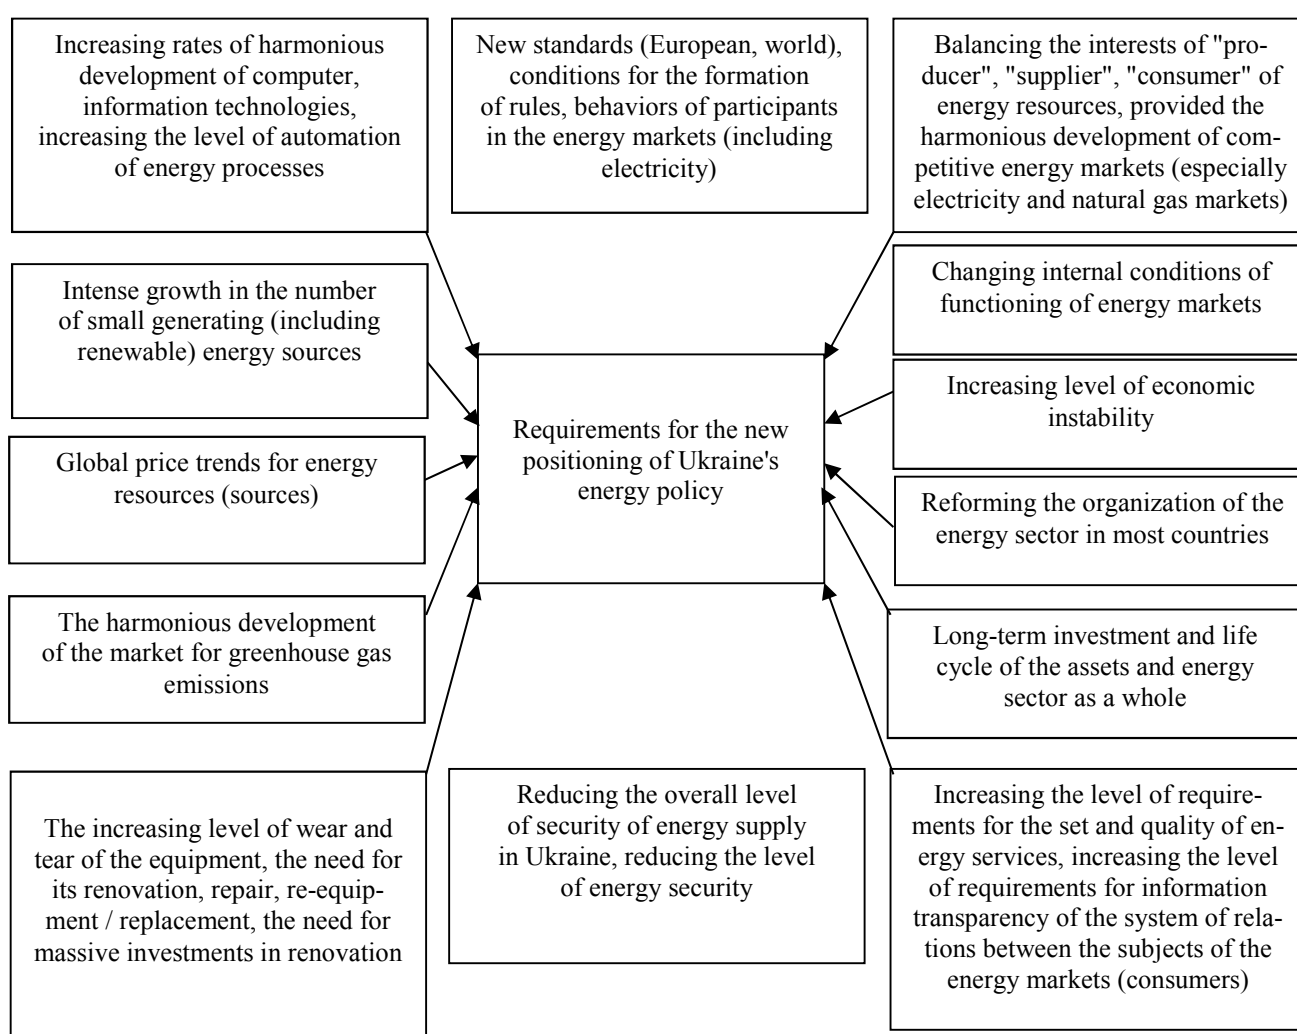 Increasing rates of harmonious
development of computer,
information technologies,
increasing the level of automation
of energy processes
New standards (European, world),
conditions for the formation
of rules, behaviors of participants
in the energy markets (including
electricity)
Balancing the interests of "pro-
ducer", "supplier", "consumer" of
energy resources, provided the
harmonious development of com-
petitive energy markets (especially
electricity and natural gas markets)
Intense growth in the number
of small generating (including
renewable) energy sources
Changing internal conditions of
functioning of energy markets
Increasing level of economic
instability
Requirements for the new
positioning of Ukraine's
energy policy
Global price trends for energy
resources (sources)
Reforming the organization of the
energy sector in most countries
The harmonious development
of the market for greenhouse gas
emissions
Long-term investment and life
cycle of the assets and energy
sector as a whole
The increasing level of wear and
tear of the equipment, the need for
its renovation, repair, re-equip-
ment / replacement, the need for
massive investments in renovation
Reducing the overall level
of security of energy supply
in Ukraine, reducing the level
of energy security
Increasing the level of require-
ments for the set and quality of en-
ergy services, increasing the level
of requirements for information
transparency of the system of rela-
tions between the subjects of the
energy markets (consumers)